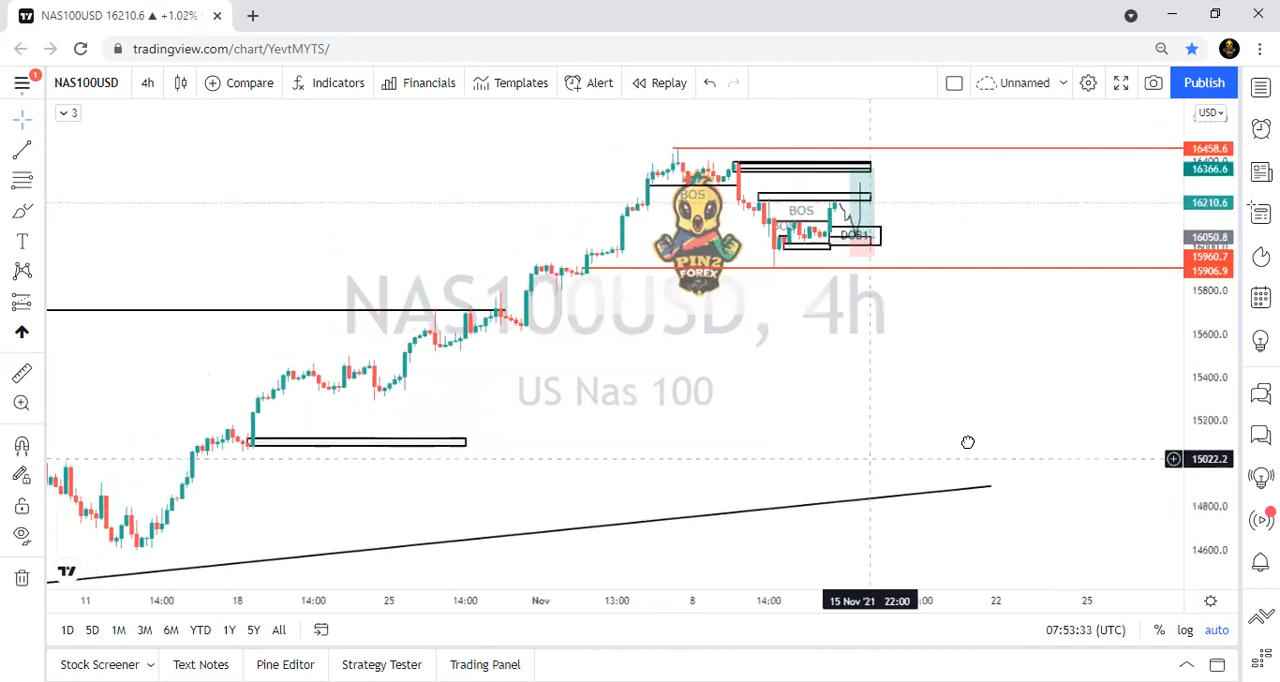 NAS100USD 16210.6 ▲ +1.02%
tradingview.com/chart/YevtMYTS/
1
NAS100USD 4h Compare Indicators Financials Templates Alert Replay Unnamed Publish
3
USD
16458.6
16400.0
16366.6
BOS
BOS
16210.6
DOB1
16050.8
PIN2
FOREX
15960.7
15906.9
15800.0
NAS100USD, 4h
15600.0
US Nas 100
15400.0
15200.0
15022.2
14800.0
14600.0
11 14:00 18 14:00 25 14:00 Nov 13:00 8 14:00 15 Nov '21 22:00 :00 22 25
1D 5D 1M 3M 6M YTD 1Y 5Y All 07:53:33 (UTC) % log auto
Stock Screener Text Notes Pine Editor Strategy Tester Trading Panel